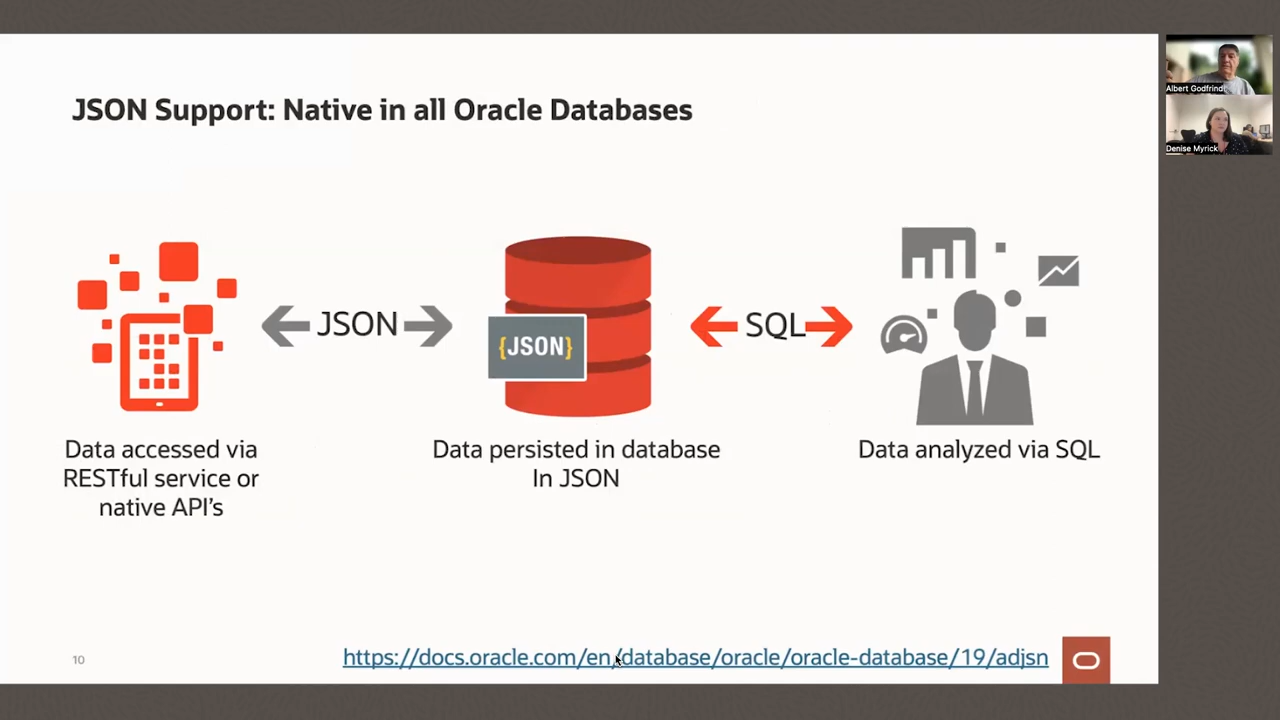 JSON Support: Native in all Oracle Databases
Albert Godfrind
Denise Myrick
JSON
{JSON}
SQL
Data accessed via
RESTful service or
native API's
Data persisted in database
In JSON
Data analyzed via SQL
10
https://docs.oracle.com/en/database/oracle/oracle-database/19/adjsn